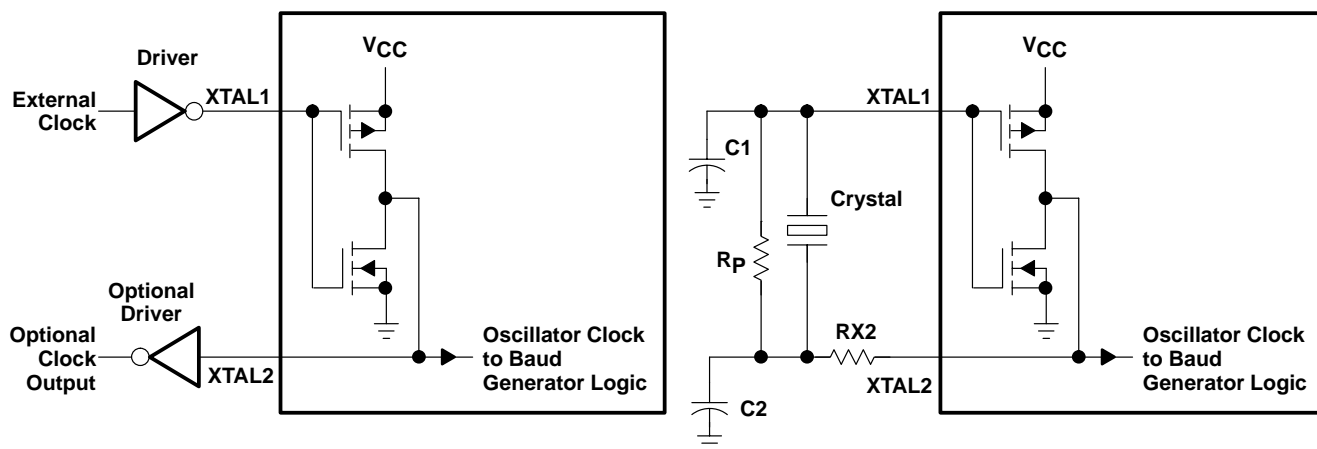 Driver
External
Clock
XTAL1
VCC
Optional
Driver
Optional
Clock
Output
XTAL2
Oscillator Clock
to Baud
Generator Logic
VCC
XTAL1
C1
Crystal
RP
RX2
XTAL2
C2
Oscillator Clock
to Baud
Generator Logic